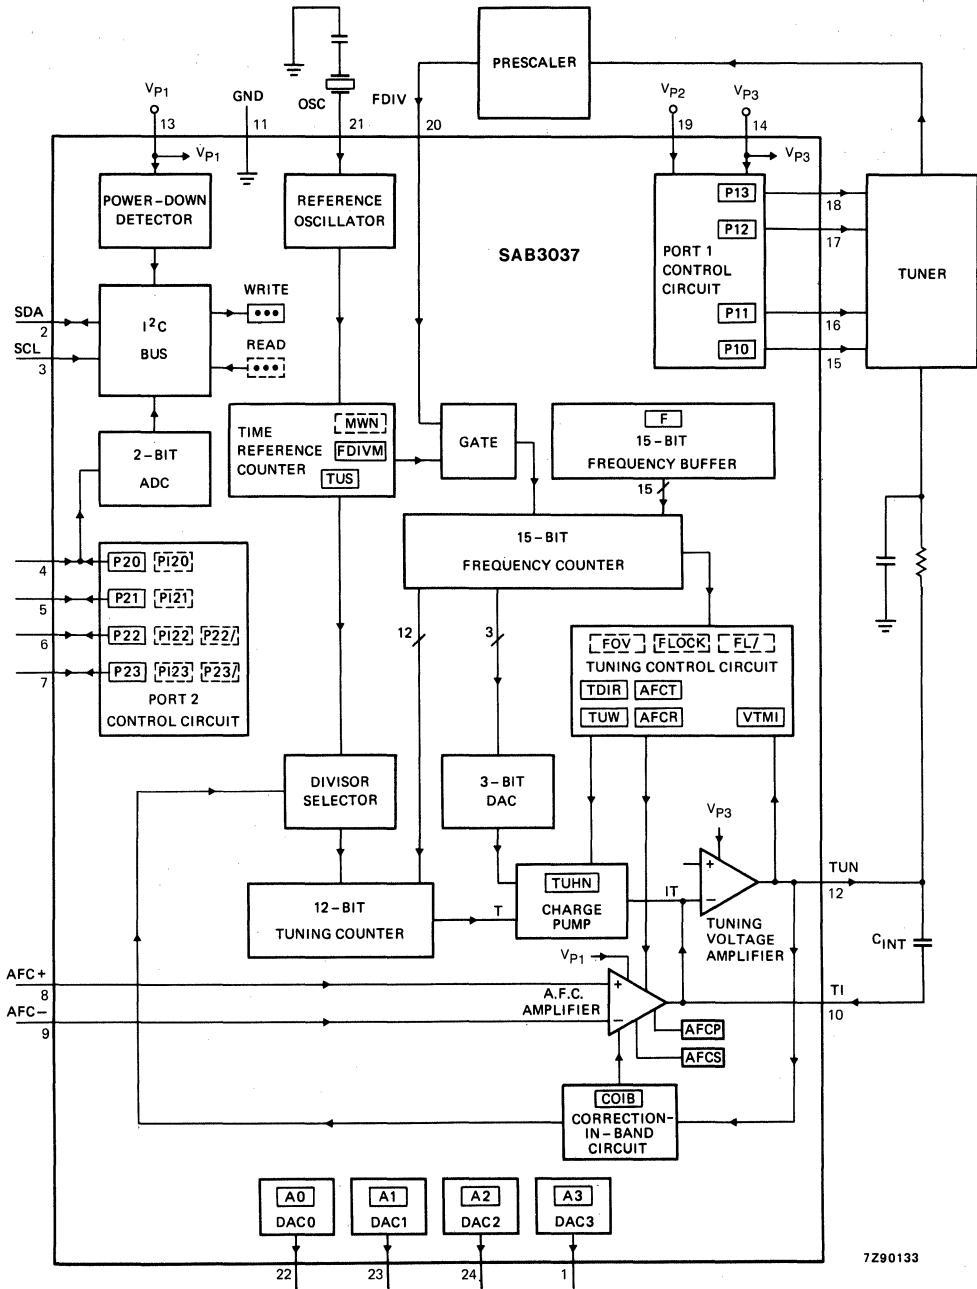 PRESCALER
VP1
GND
OSC
FDIV
VP2
VP3
13
11
21
20
19
14
VP1
VP3
POWER-DOWN
DETECTOR
REFERENCE
OSCILLATOR
SAB3037
PORT 1
CONTROL
CIRCUIT
P13
P12
P11
P10
18
17
16
15
TUNER
SDA
2
SCL
3
I2C
BUS
WRITE
READ
2-BIT
ADC
TIME
REFERENCE
COUNTER
MWN
FDIVM
TUS
GATE
F
15-BIT
FREQUENCY BUFFER
15
15-BIT
FREQUENCY COUNTER
4
5
6
7
P20 PI20
P21 PI21
P22 PI22 P22/
P23 PI23 P23/
PORT 2
CONTROL CIRCUIT
12
3
FOV FLOCK FL/
TUNING CONTROL CIRCUIT
TDIR AFCT
TUW AFCR VTMI
DIVISOR
SELECTOR
3-BIT
DAC
VP3
12-BIT
TUNING COUNTER
T
TUHN
CHARGE
PUMP
IT
+
−
TUNING
VOLTAGE
AMPLIFIER
TUN
12
CINT
TI
10
AFC+
8
AFC−
9
VP1
A.F.C.
AMPLIFIER
+
−
AFCP
AFCS
COIB
CORRECTION-
IN-BAND
CIRCUIT
A0
DAC0
A1
DAC1
A2
DAC2
A3
DAC3
22
23
24
1
7Z90133